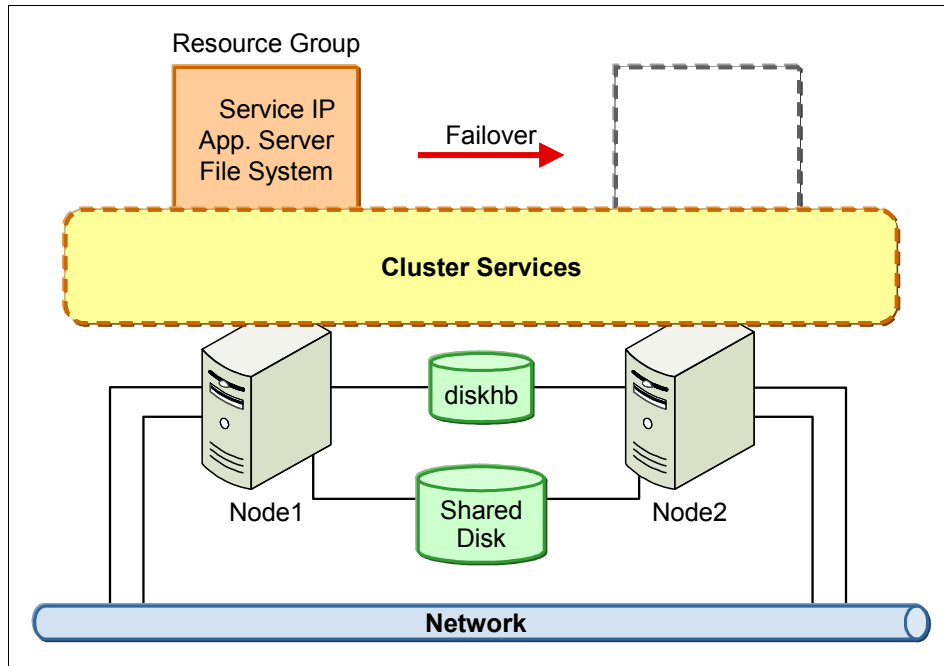 Resource Group
Service IP
App. Server
File System
Failover
Cluster Services
diskhb
Node1
Shared
Disk
Node2
Network